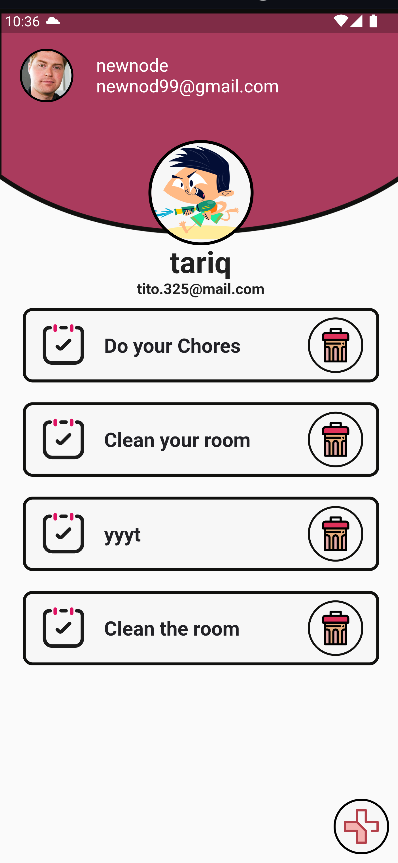 10:36
newnode
newnod99@gmail.com
tariq
tito.325@mail.com
Do your Chores
Clean your room
yyyt
Clean the room